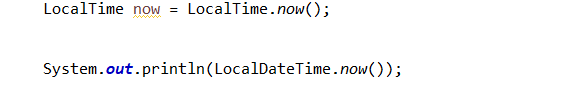 LocalTime now = LocalTime.now();
System.out.println(LocalDateTime.now());